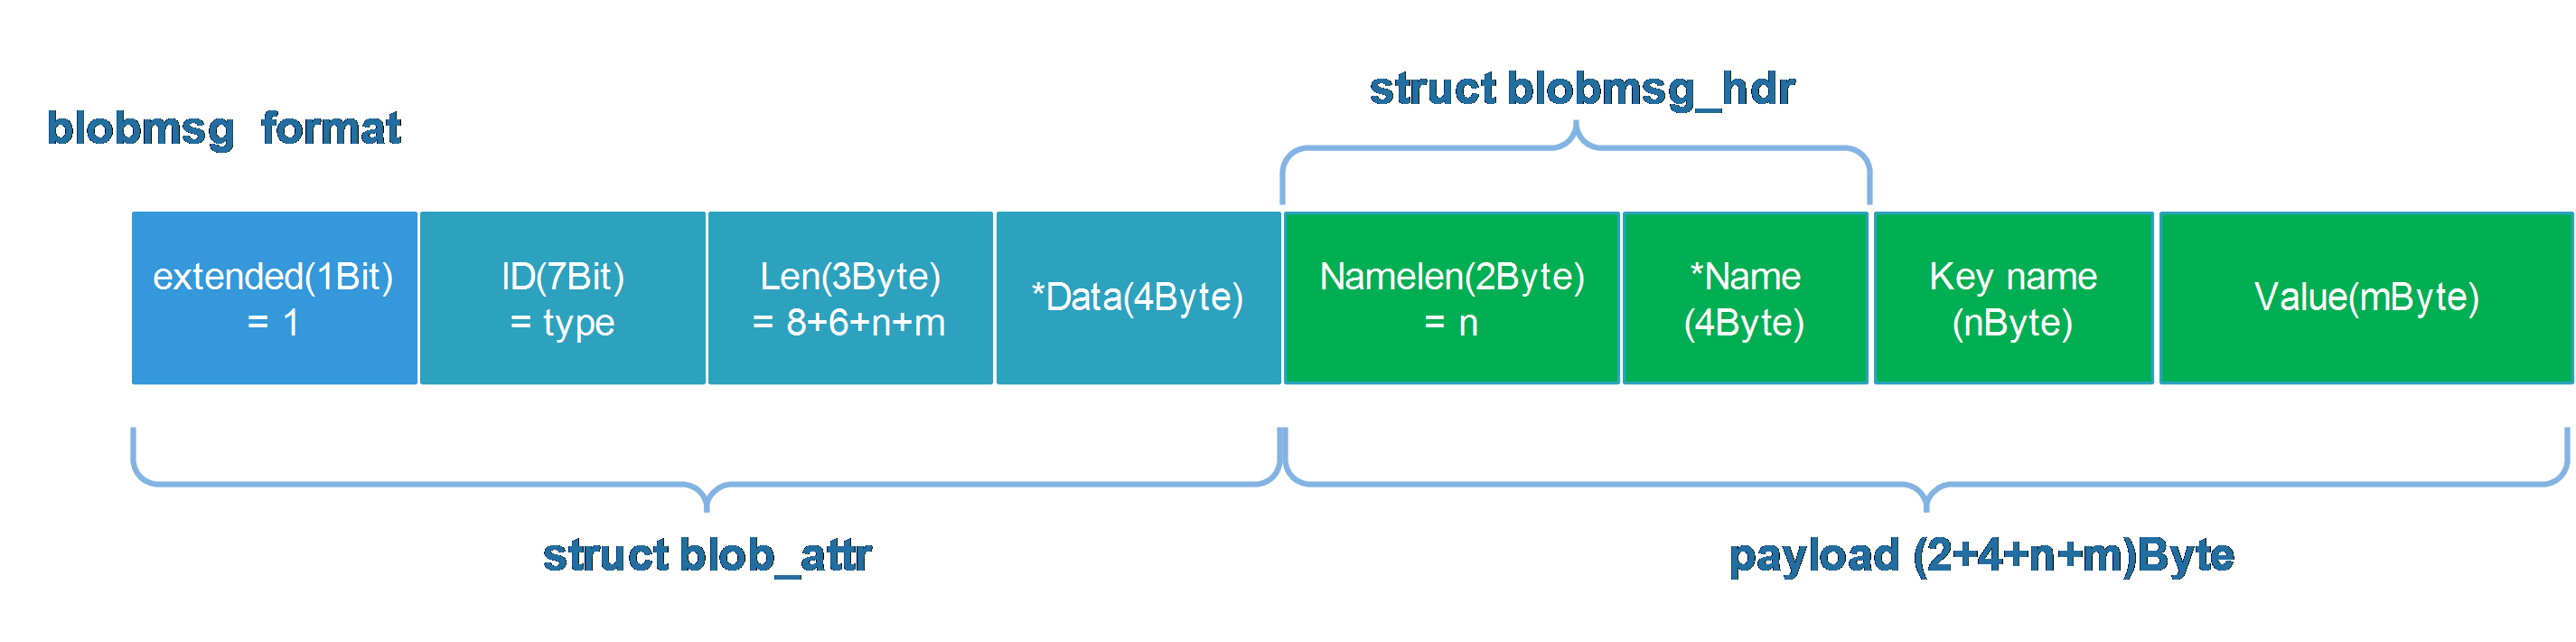 struct blobmsg_hdr
blobmsg format
extended(1Bit)
= 1
ID(7Bit)
= type
Len(3Byte)
= 8+6+n+m
*Data(4Byte)
Namelen(2Byte)
= n
*Name
(4Byte)
Key name
(nByte)
Value(mByte)
struct blob_attr
payload (2+4+n+m)Byte